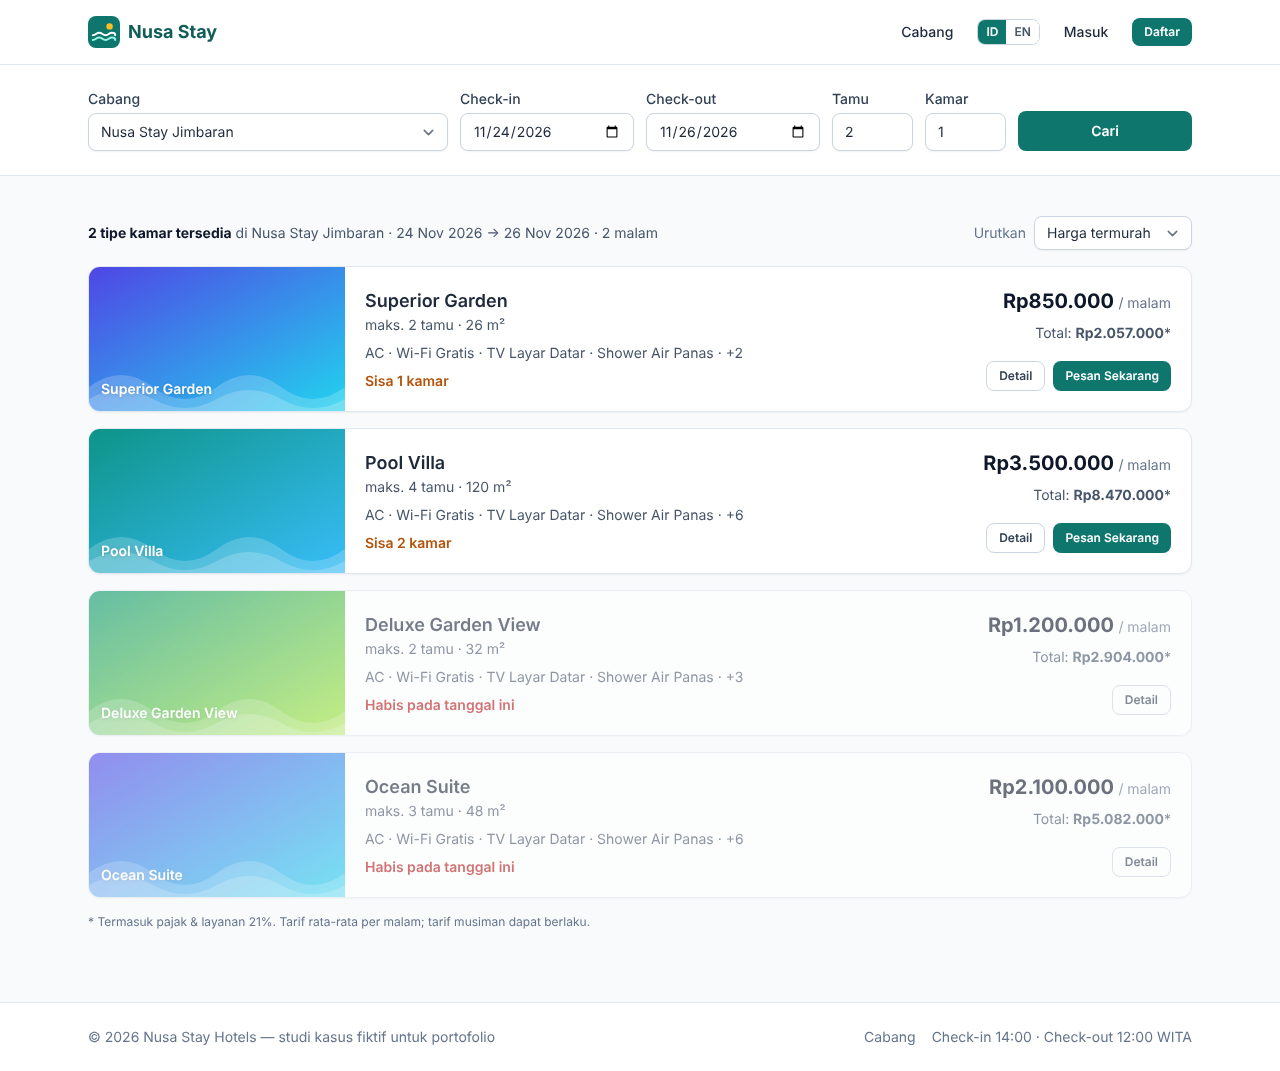 Nusa Stay
Cabang
ID EN
Masuk
Daftar
Cabang
Check-in
Check-out
Tamu
Kamar
Nusa Stay Jimbaran
11/24/2026
11/26/2026
2
1
Cari
2 tipe kamar tersedia di Nusa Stay Jimbaran · 24 Nov 2026 → 26 Nov 2026 · 2 malam
Urutkan
Harga termurah
Superior Garden
Superior Garden
maks. 2 tamu · 26 m²
AC · Wi-Fi Gratis · TV Layar Datar · Shower Air Panas · +2
Sisa 1 kamar
Rp850.000 / malam
Total: Rp2.057.000*
Detail
Pesan Sekarang
Pool Villa
Pool Villa
maks. 4 tamu · 120 m²
AC · Wi-Fi Gratis · TV Layar Datar · Shower Air Panas · +6
Sisa 2 kamar
Rp3.500.000 / malam
Total: Rp8.470.000*
Detail
Pesan Sekarang
Deluxe Garden View
Deluxe Garden View
maks. 2 tamu · 32 m²
AC · Wi-Fi Gratis · TV Layar Datar · Shower Air Panas · +3
Habis pada tanggal ini
Rp1.200.000 / malam
Total: Rp2.904.000*
Detail
Ocean Suite
Ocean Suite
maks. 3 tamu · 48 m²
AC · Wi-Fi Gratis · TV Layar Datar · Shower Air Panas · +6
Habis pada tanggal ini
Rp2.100.000 / malam
Total: Rp5.082.000*
Detail
* Termasuk pajak & layanan 21%. Tarif rata-rata per malam; tarif musiman dapat berlaku.
© 2026 Nusa Stay Hotels — studi kasus fiktif untuk portofolio
Cabang
Check-in 14:00 · Check-out 12:00 WITA